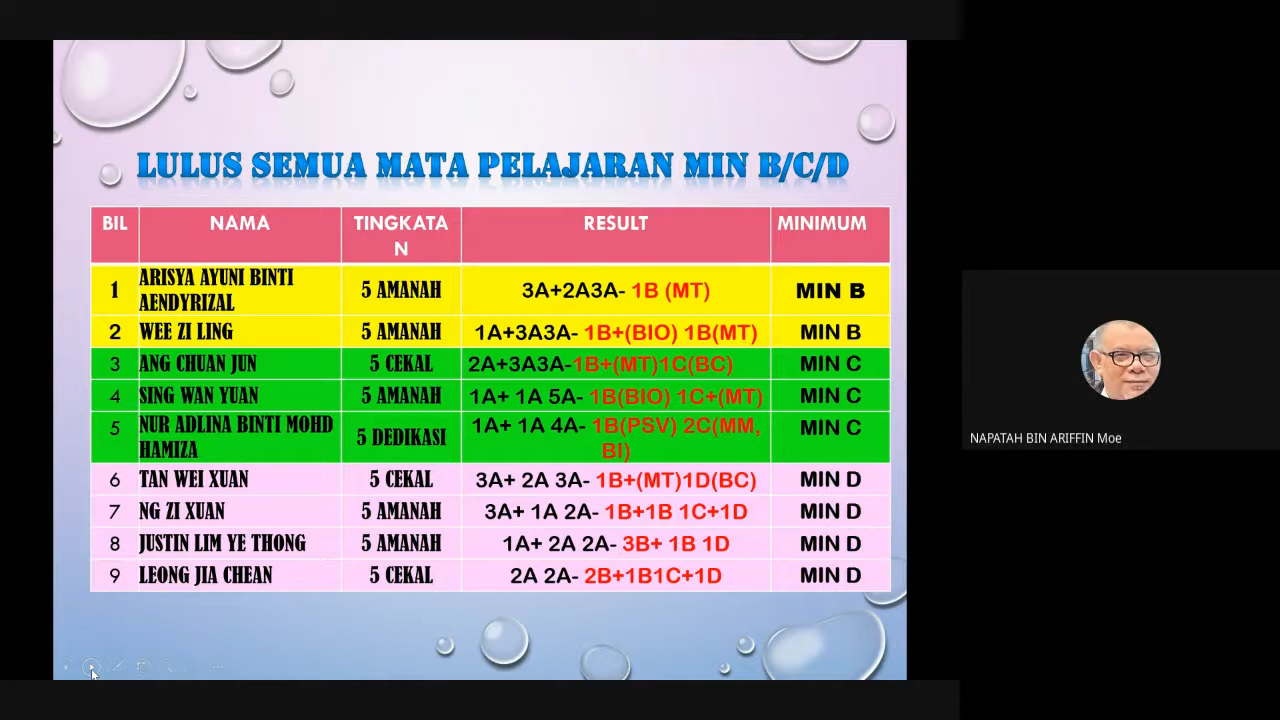 LULUS SEMUA MATA PELAJARAN MIN B/C/D
BIL NAMA TINGKATA RESULT MINIMUM
N
1 ARISYA AYUNI BINTI 5 AMANAH 3A+2A3A- 1B (MT) MIN B
AENDYRIZAL
2 WEE ZI LING 5 AMANAH 1A+3A3A- 1B+(BIO) 1B(MT) MIN B
3 ANG CHUAN JUN 5 CEKAL 2A+3A3A-1B+(MT)1C(BC) MIN C
4 SING WAN YUAN 5 AMANAH 1A+ 1A 5A- 1B(BIO) 1C+(MT) MIN C
5 NUR ADLINA BINTI MOHD 5 DEDIKASI 1A+ 1A 4A- 1B(PSV) 2C(MM, MIN C
HAMIZA BI)
6 TAN WEI XUAN 5 CEKAL 3A+ 2A 3A- 1B+(MT)1D(BC) MIN D
7 NG ZI XUAN 5 AMANAH 3A+ 1A 2A- 1B+1B 1C+1D MIN D
8 JUSTIN LIM YE THONG 5 AMANAH 1A+ 2A 2A- 3B+ 1B 1D MIN D
9 LEONG JIA CHEAN 5 CEKAL 2A 2A- 2B+1B1C+1D MIN D
NAPATAH BIN ARIFFIN Moe